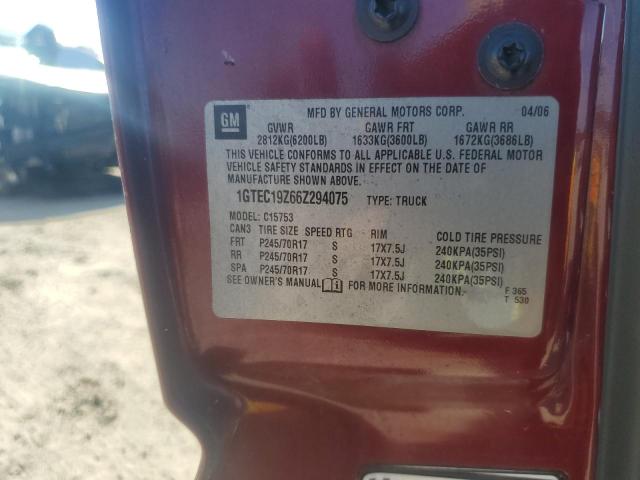 GM MFD BY GENERAL MOTORS CORP. 04/06
GVWR GAWR FRT GAWR RR
2812KG(6200LB) 1633KG(3600LB) 1672KG(3686LB)
THIS VEHICLE CONFORMS TO ALL APPLICABLE U.S. FEDERAL MOTOR
VEHICLE SAFETY STANDARDS IN EFFECT ON THE DATE OF
MANUFACTURE SHOWN ABOVE.
1GTEC19Z66Z294075 TYPE: TRUCK
MODEL: C15753
CAN3 TIRE SIZE SPEED RTG RIM COLD TIRE PRESSURE
FRT P245/70R17 S 17X7.5J 240KPA(35PSI)
RR P245/70R17 S 17X7.5J 240KPA(35PSI)
SPA P245/70R17 S 17X7.5J 240KPA(35PSI)
SEE OWNER'S MANUAL FOR MORE INFORMATION.
F 365
T 530